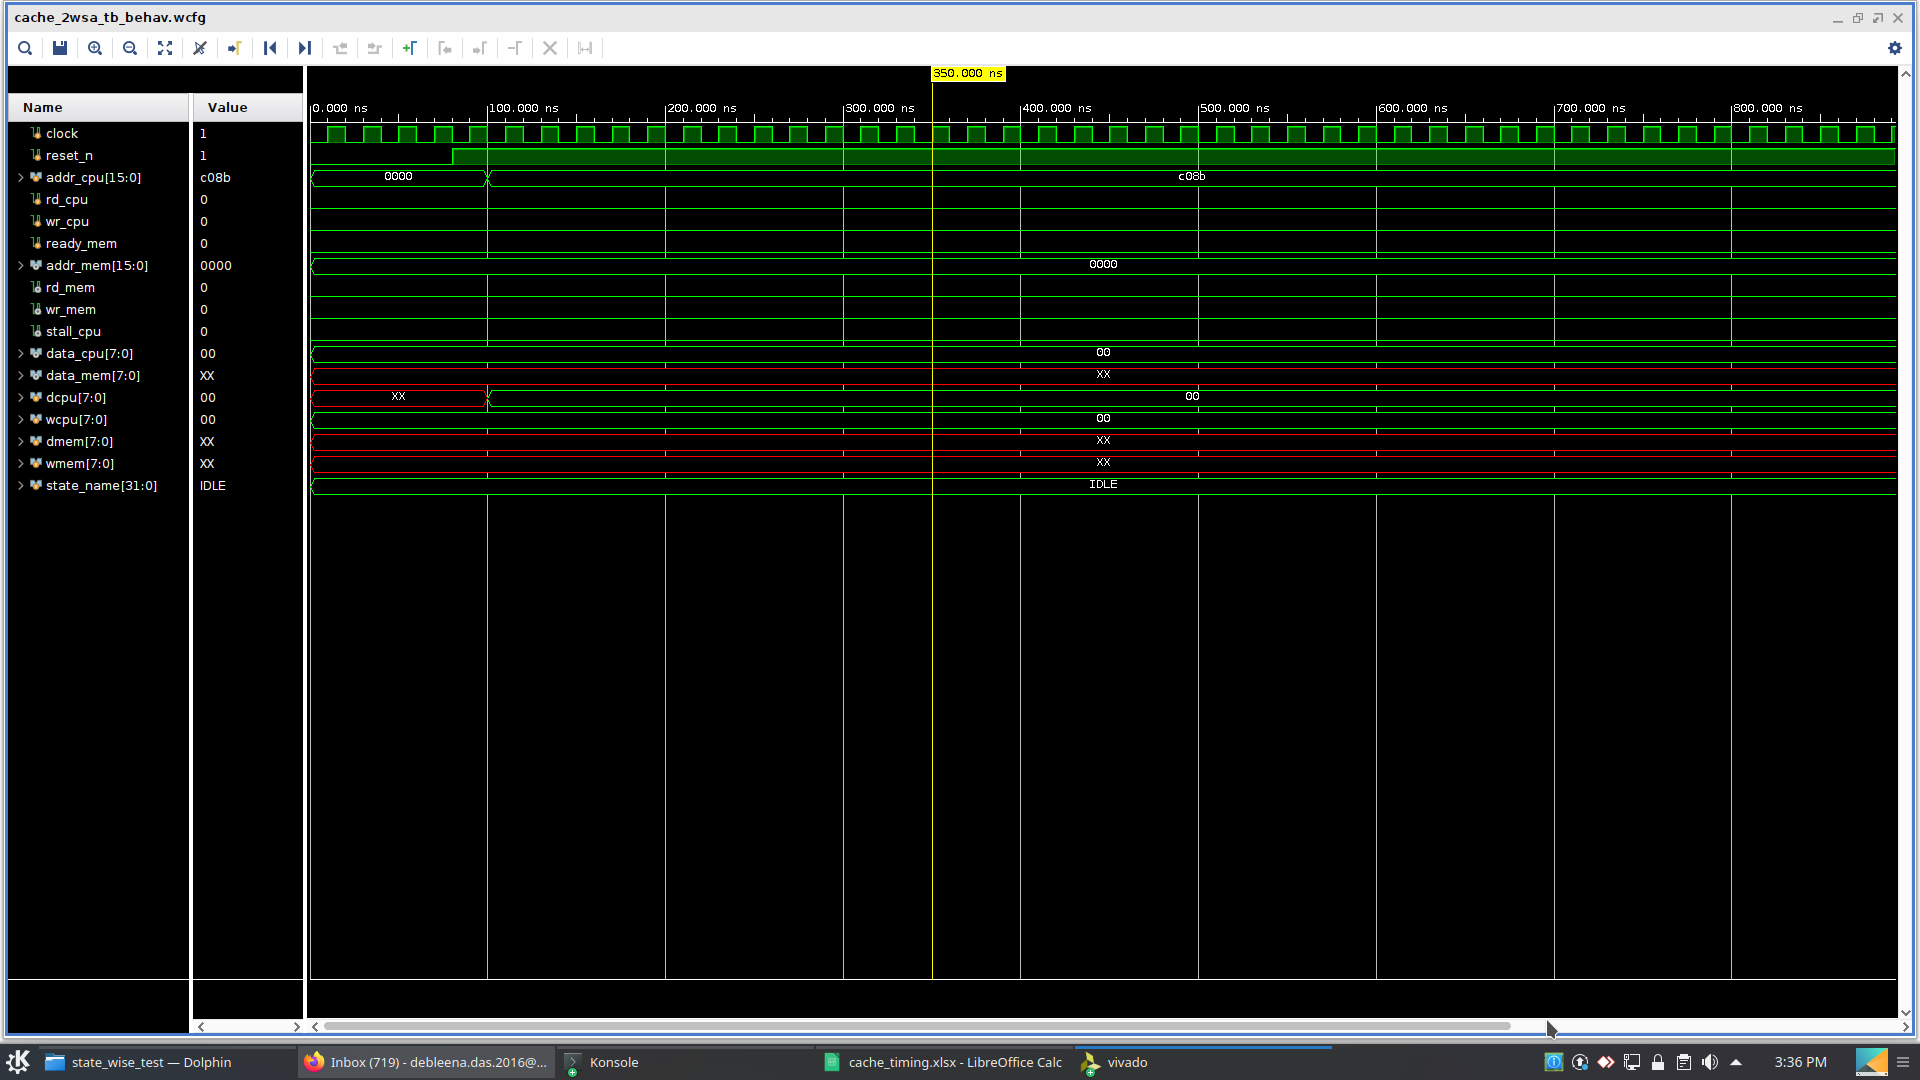 cache_2wsa_tb_behav.wcfg
350.000 ns
Name Value
0.000 ns 100.000 ns 200.000 ns 300.000 ns 400.000 ns 500.000 ns 600.000 ns 700.000 ns 800.000 ns
clock 1
reset_n 1
addr_cpu[15:0] c08b 0000 c08b
rd_cpu 0
wr_cpu 0
ready_mem 0
addr_mem[15:0] 0000 0000
rd_mem 0
wr_mem 0
stall_cpu 0
data_cpu[7:0] 00 00
data_mem[7:0] XX XX
dcpu[7:0] 00 XX 00
wcpu[7:0] 00 00
dmem[7:0] XX XX
wmem[7:0] XX XX
state_name[31:0] IDLE IDLE
state_wise_test — Dolphin Inbox (719) - debleena.das.2016@... Konsole cache_timing.xlsx - LibreOffice Calc vivado 3:36 PM